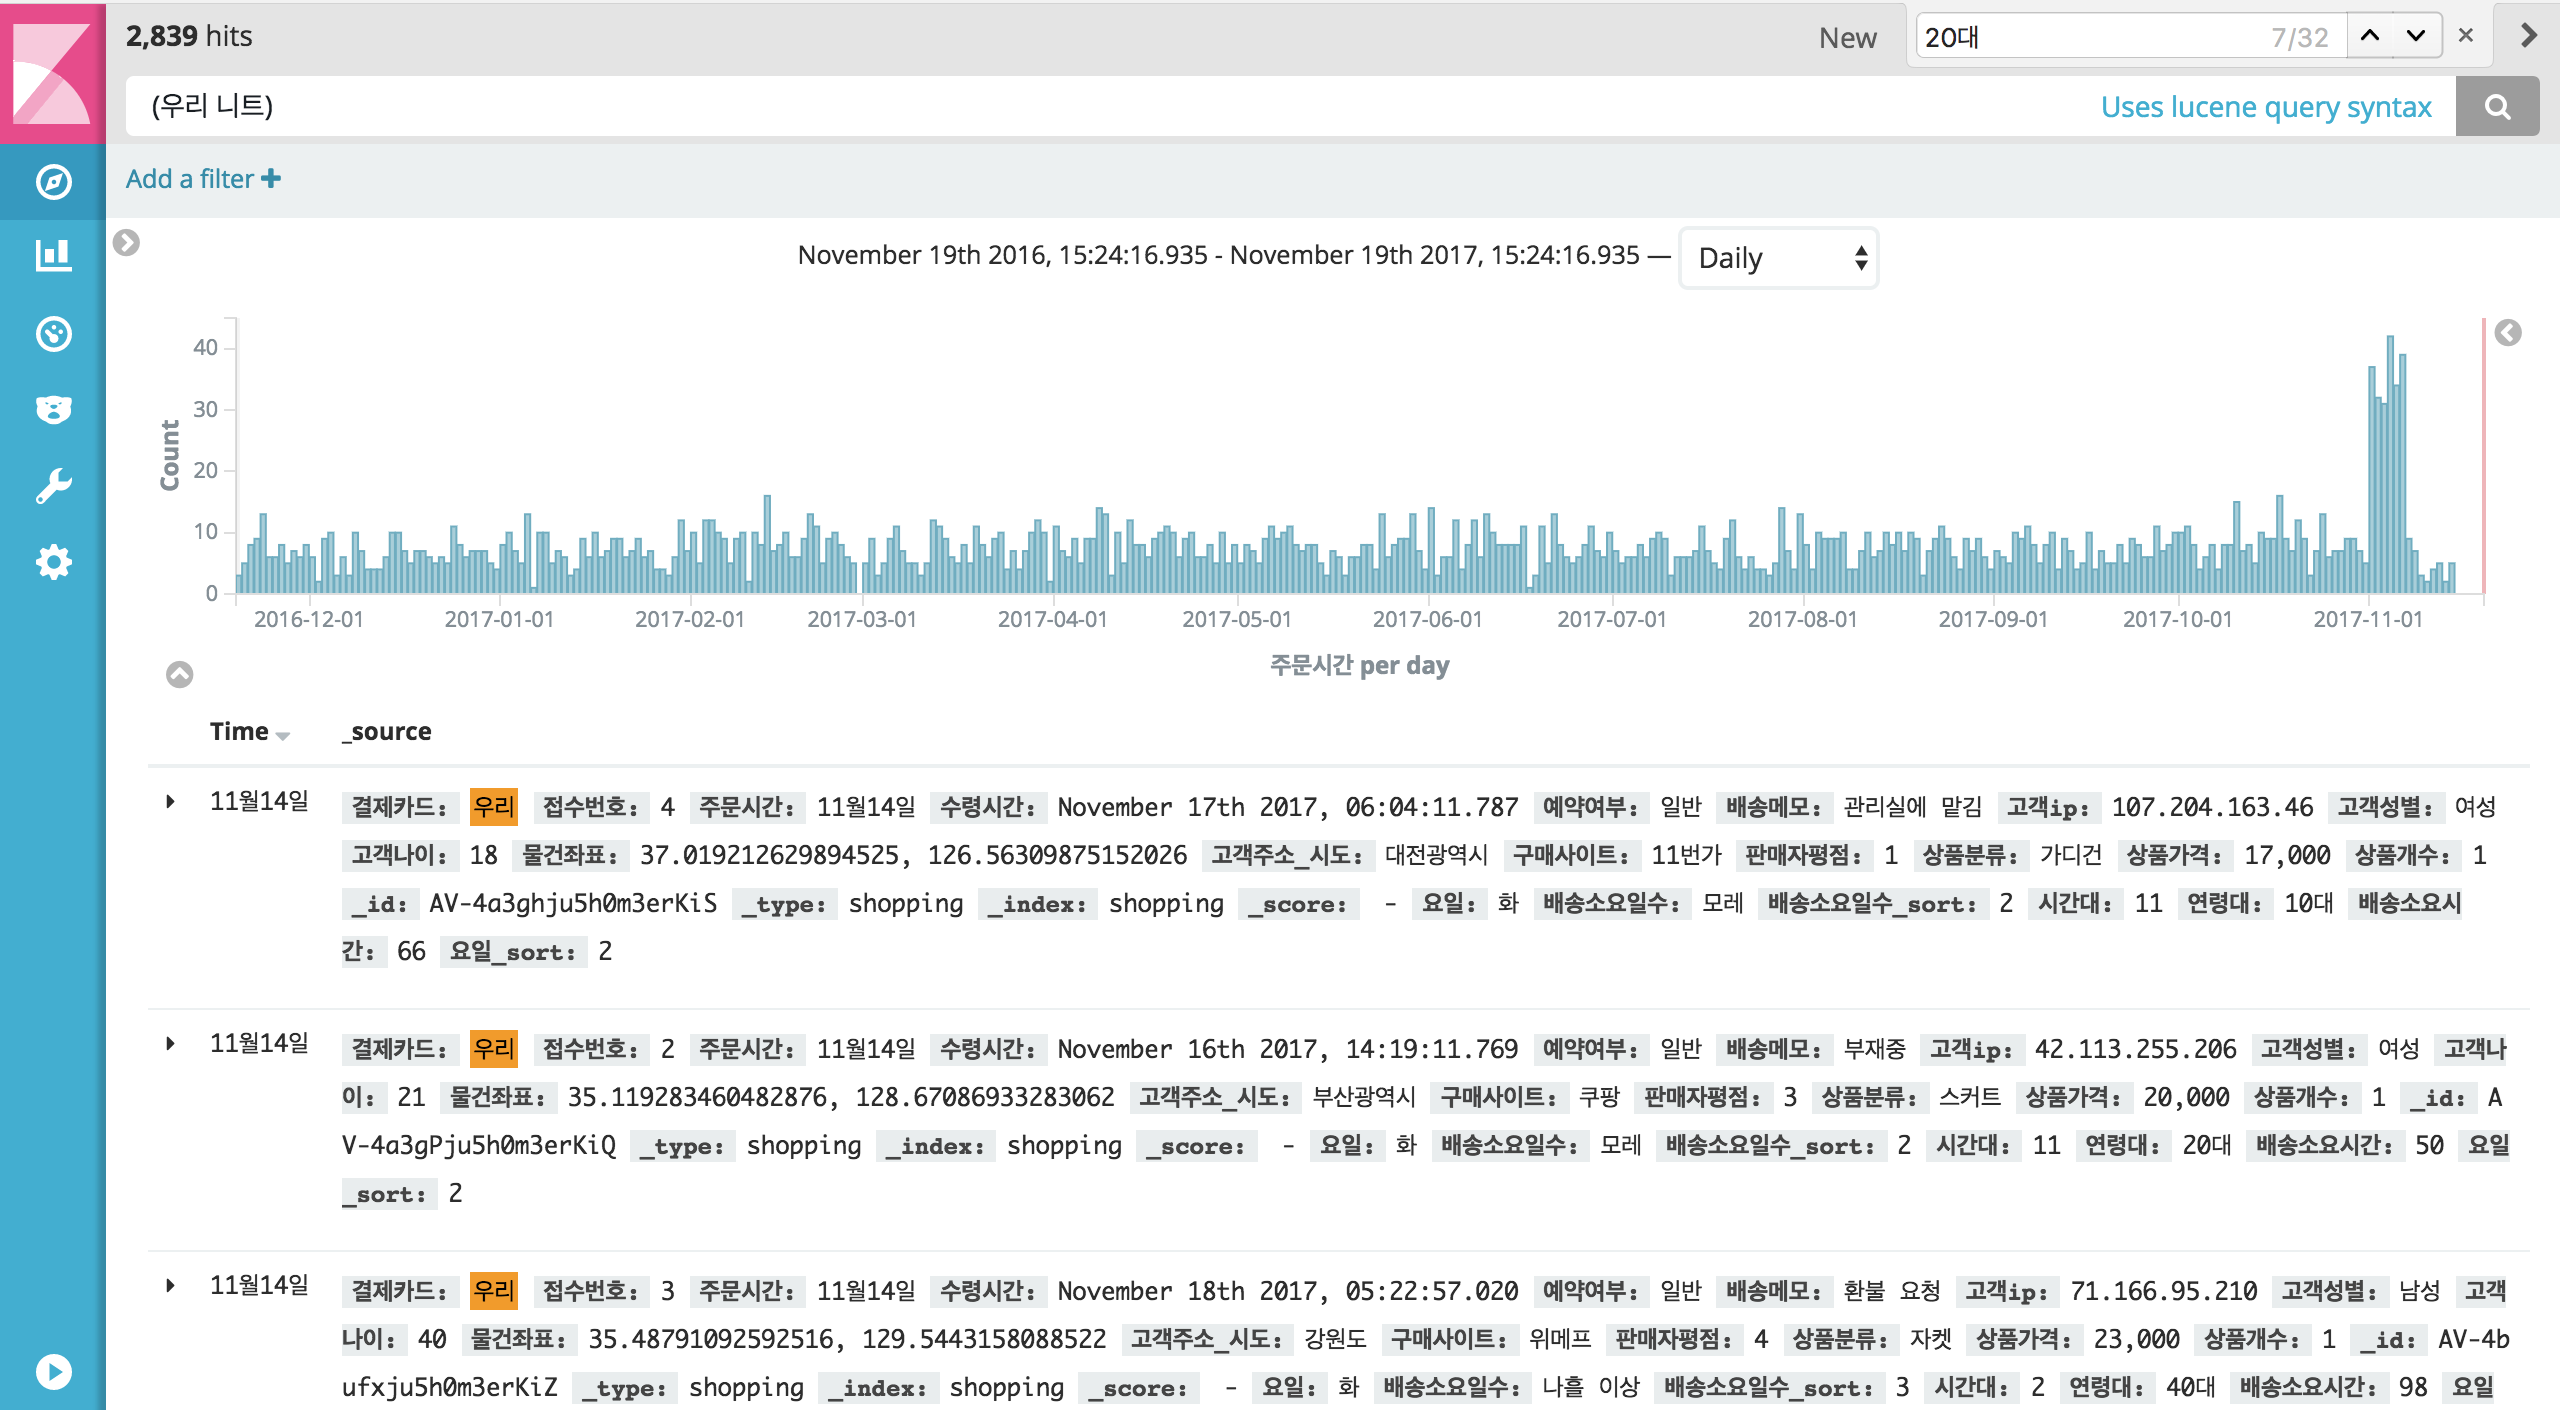 2,839 hits
New
20대 7/32
(우리 니트)
Uses lucene query syntax
Add a filter
November 19th 2016, 15:24:16.935 - November 19th 2017, 15:24:16.935 — Daily
Count
40
30
20
10
0
2016-12-01 2017-01-01 2017-02-01 2017-03-01 2017-04-01 2017-05-01 2017-06-01 2017-07-01 2017-08-01 2017-09-01 2017-10-01 2017-11-01
주문시간 per day
Time _source
11월14일 결제카드: 우리 접수번호: 4 주문시간: 11월14일 수령시간: November 17th 2017, 06:04:11.787 예약여부: 일반 배송메모: 관리실에 맡김 고객ip: 107.204.163.46 고객성별: 여성
고객나이: 18 물건좌표: 37.019212629894525, 126.56309875152026 고객주소_시도: 대전광역시 구매사이트: 11번가 판매자평점: 1 상품분류: 가디건 상품가격: 17,000 상품개수: 1
_id: AV-4a3ghju5h0m3erKiS _type: shopping _index: shopping _score: - 요일: 화 배송소요일수: 모레 배송소요일수_sort: 2 시간대: 11 연령대: 10대 배송소요시
간: 66 요일_sort: 2
11월14일 결제카드: 우리 접수번호: 2 주문시간: 11월14일 수령시간: November 16th 2017, 14:19:11.769 예약여부: 일반 배송메모: 부재중 고객ip: 42.113.255.206 고객성별: 여성 고객나
이: 21 물건좌표: 35.119283460482876, 128.67086933283062 고객주소_시도: 부산광역시 구매사이트: 쿠팡 판매자평점: 3 상품분류: 스커트 상품가격: 20,000 상품개수: 1 _id: A
V-4a3gPju5h0m3erKiQ _type: shopping _index: shopping _score: - 요일: 화 배송소요일수: 모레 배송소요일수_sort: 2 시간대: 11 연령대: 20대 배송소요시간: 50 요일
_sort: 2
11월14일 결제카드: 우리 접수번호: 3 주문시간: 11월14일 수령시간: November 18th 2017, 05:22:57.020 예약여부: 일반 배송메모: 환불 요청 고객ip: 71.166.95.210 고객성별: 남성 고객
나이: 40 물건좌표: 35.48791092592516, 129.5443158088522 고객주소_시도: 강원도 구매사이트: 위메프 판매자평점: 4 상품분류: 자켓 상품가격: 23,000 상품개수: 1 _id: AV-4b
ufxju5h0m3erKiZ _type: shopping _index: shopping _score: - 요일: 화 배송소요일수: 나흘 이상 배송소요일수_sort: 3 시간대: 2 연령대: 40대 배송소요시간: 98 요일